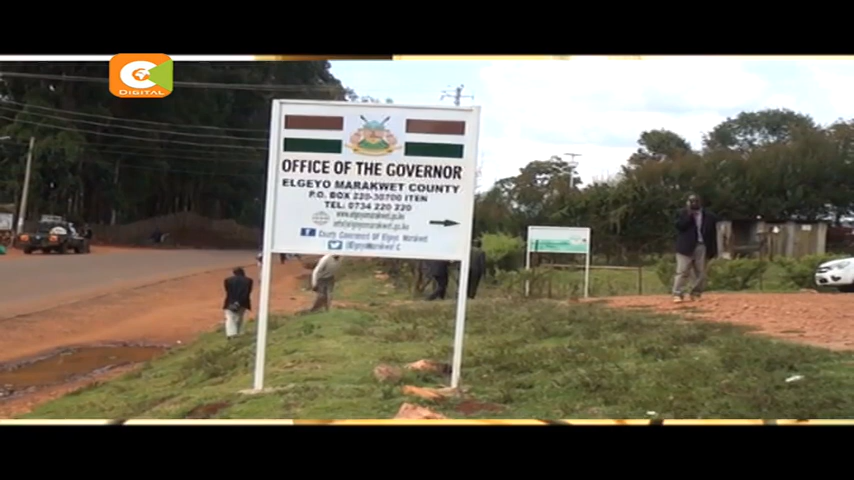 C
DIGITAL
OFFICE OF THE GOVERNOR
ELGEYO MARAKWET COUNTY
P.O. BOX 220-30700 ITEN
TEL: 0734 220 220
County Government Of Elgeyo Marakwet
@ElgeyoMarakwet C